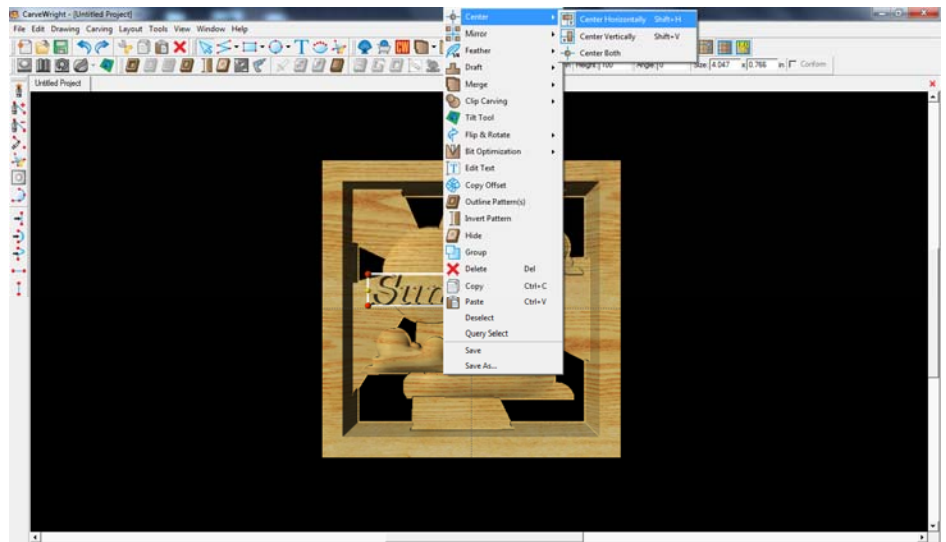 CarveWright - [Untitled Project]
File Edit Drawing Carving Layout Tools View Window Help
Height: 100 Angle: 0 Size: 4.047 x 0.766 in Conform
Untitled Project
Center
Center Horizontally Shift+H
Mirror
Center Vertically Shift+V
Feather
Center Both
Draft
Merge
Clip Carving
Tilt Tool
Flip & Rotate
Bit Optimization
Edit Text
Copy Offset
Outline Pattern(s)
Invert Pattern
Hide
Group
Delete Del
Copy Ctrl+C
Paste Ctrl+V
Deselect
Query Select
Save
Save As...